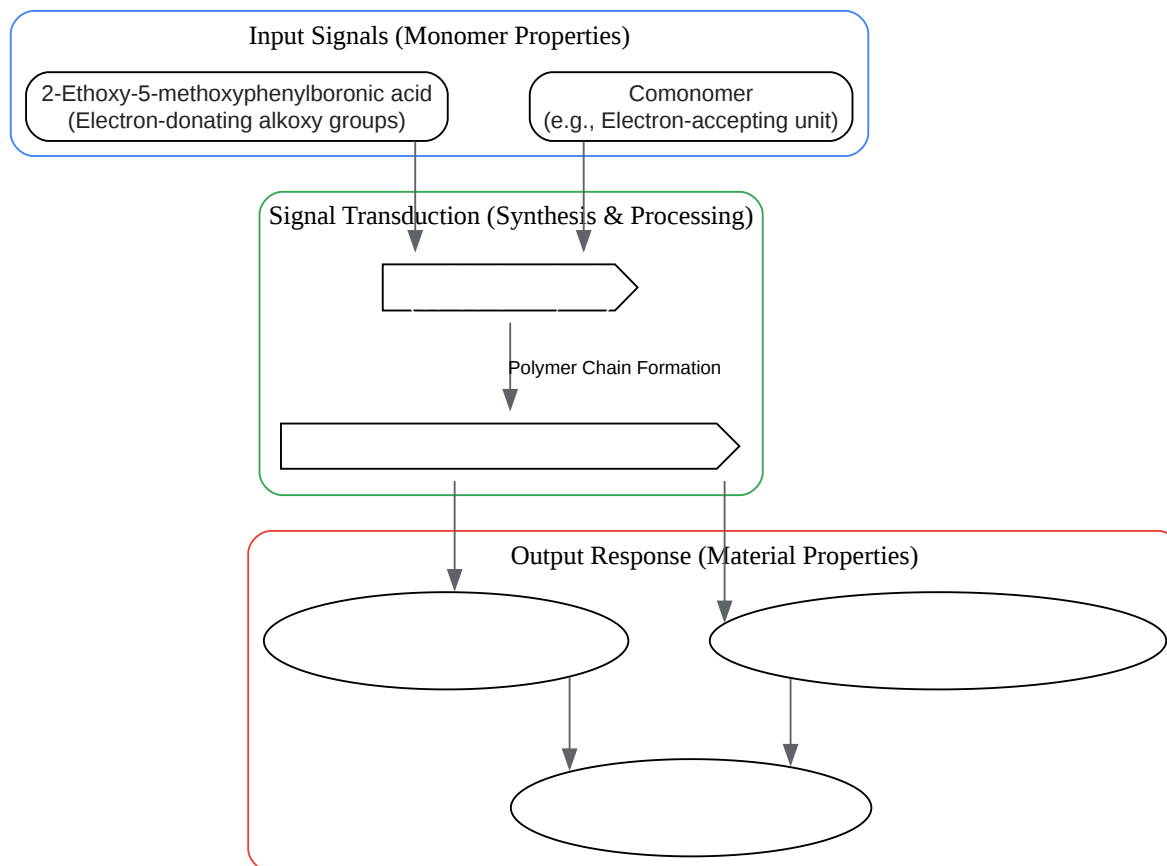 Input Signals (Monomer Properties)
2-Ethoxy-5-methoxyphenylboronic acid
(Electron-donating alkoxy groups)
Comonomer
(e.g., Electron-accepting unit)
Signal Transduction (Synthesis & Processing)
Polymer Chain Formation
Output Response (Material Properties)